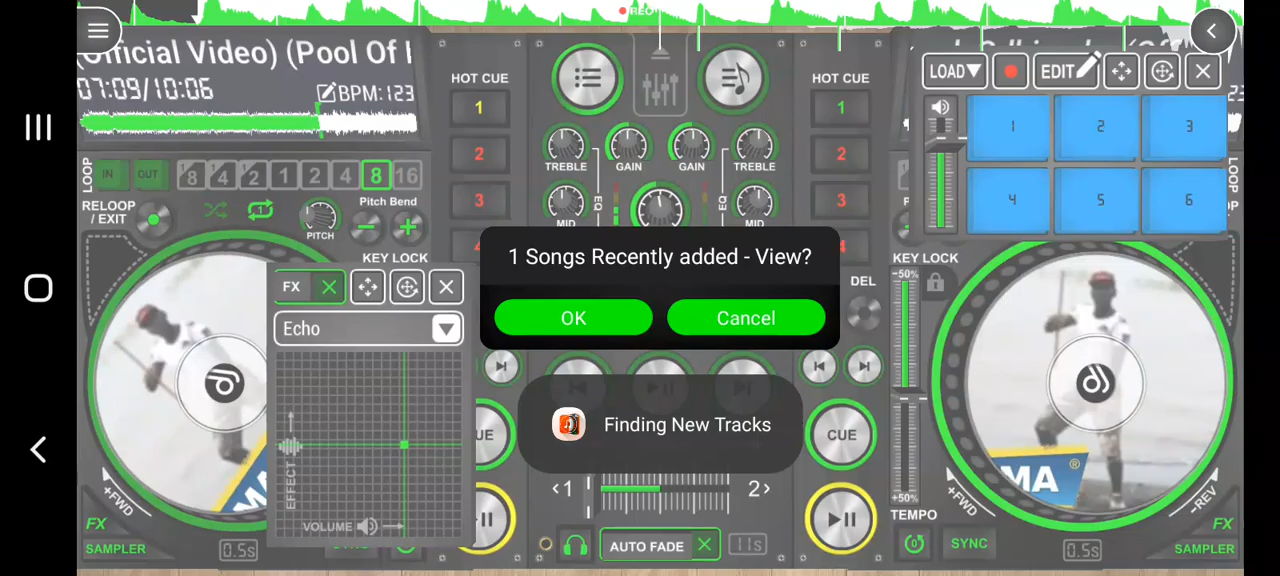 REC
(Official Video) (Pool Of
07:09/10:06
BPM:123
HOT CUE
1
2
3
LOOP
IN
OUT
8
4
2
1
2
4
8
16
RELOOP
/ EXIT
PITCH
Pitch Bend
KEY LOCK
TREBLE
GAIN
GAIN
TREBLE
MID
EQ
EQ
MID
HOT CUE
1
2
3
4
LOAD
EDIT
1
2
3
4
5
6
LOOP
1 Songs Recently added - View?
OK
Cancel
Finding New Tracks
FX
Echo
EFFECT
VOLUME
+FWD
FX
SAMPLER
0.5s
CUE
1
2
AUTO FADE
11s
DEL
KEY LOCK
-50%
+50%
TEMPO
CUE
SYNC
MA®
+FWD
-REV
0.5s
FX
SAMPLER